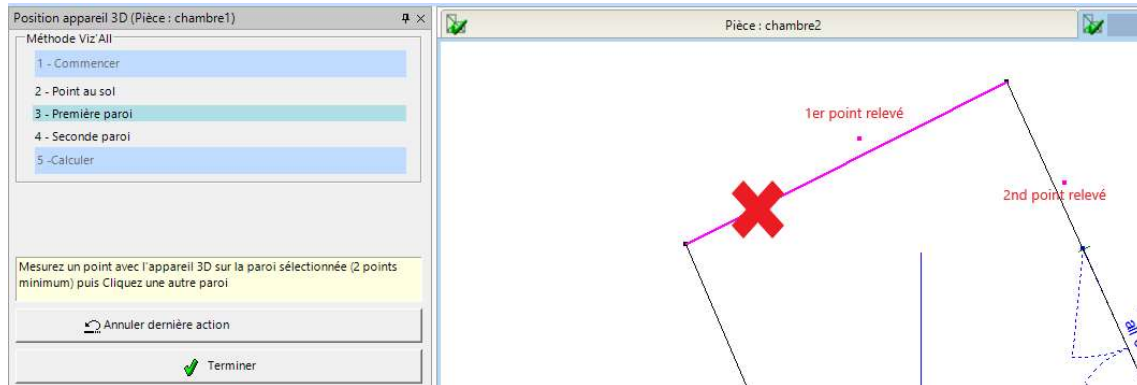 Position appareil 3D (Pièce : chambre1)
Méthode Viz'All
1 - Commencer
2 - Point au sol
3 - Première paroi
4 - Seconde paroi
5 -Calculer
Mesurez un point avec l'appareil 3D sur la paroi sélectionnée (2 points
minimum) puis Cliquez une autre paroi
Annuler dernière action
Terminer
Pièce : chambre2
1er point relevé
2nd point relevé